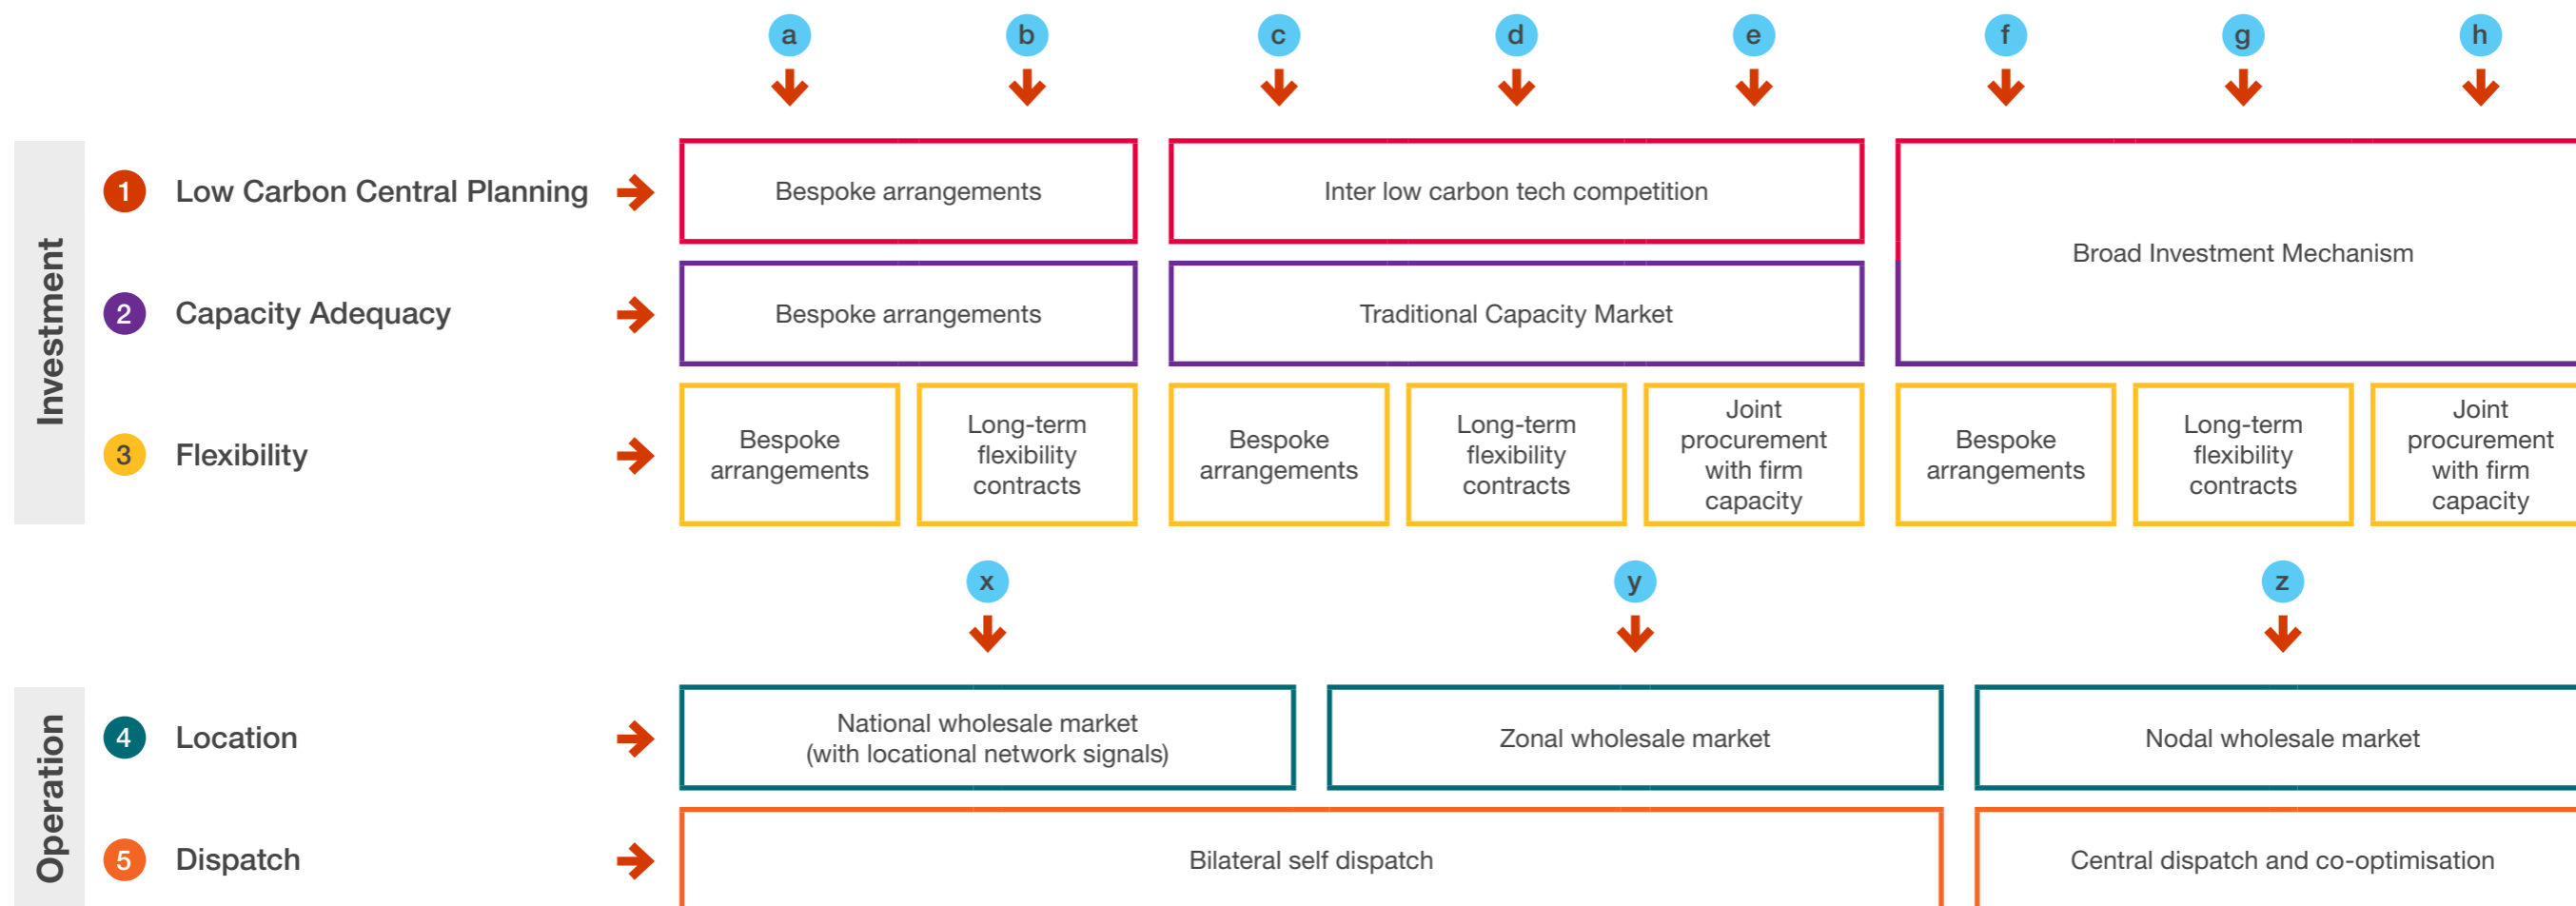 a
b
c
d
e
f
g
h
Investment
1
Low Carbon Central Planning
Bespoke arrangements
Inter low carbon tech competition
Broad Investment Mechanism
2
Capacity Adequacy
Bespoke arrangements
Traditional Capacity Market
3
Flexibility
Bespoke
arrangements
Long-term
flexibility
contracts
Bespoke
arrangements
Long-term
flexibility
contracts
Joint
procurement
with firm
capacity
Bespoke
arrangements
Long-term
flexibility
contracts
Joint
procurement
with firm
capacity
x
y
z
Operation
4
Location
National wholesale market
(with locational network signals)
Zonal wholesale market
Nodal wholesale market
5
Dispatch
Bilateral self dispatch
Central dispatch and co-optimisation